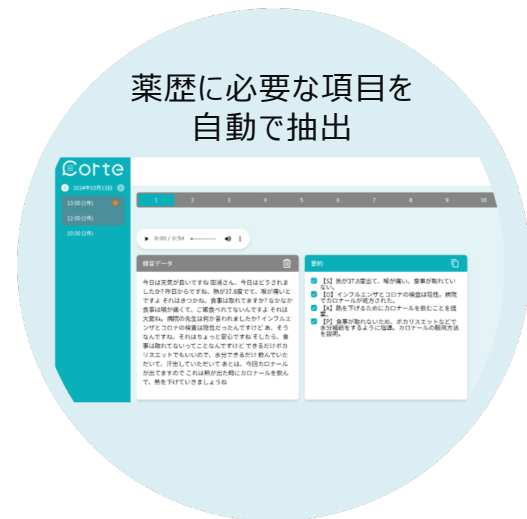 薬歴に必要な項目を
自動で抽出
Corte
2024年03月13日
13:00 (1件)
12:00 (1件)
10:00 (1件)
1 2 3 4 5 6 7 8 9 10
0:00 / 0:54
録音データ
今日は天気が良いですね 田浦さん、今日はどうされま
したか? 昨日からですね、熱が37.8度でて、喉が痛いと
ですよ それはきつかね。食事は取れてますか? なかなか
食事は喉が痛くて、ご飯食べれてないんですよ それは
大変ね。病院の先生は何か言われましたか? インフルエ
ンザとコロナの検査は陰性だったんですけど あ、そう
なんですね。それはちょっと安心ですね そしたら、食
事は取れてないってことなんですけど できるだけポカ
リスエットでもいいので、水分できるだけ 飲んでいた
だいて、汗出していただいて あとは、今回カロナール
が出てますので これは熱が出た時にカロナールを飲ん
で、熱を下げていきましょうね
要約
【S】熱が37.8度出て、喉が痛い。食事が取れてい
ない。
【O】インフルエンザとコロナの検査は陰性。病院
でカロナールが処方された。
【A】熱を下げるためにカロナールを飲むことを提
案。
【P】食事が取れないため、ポカリスエットなどで
水分補給をするように指導。カロナールの服用方法
を説明。